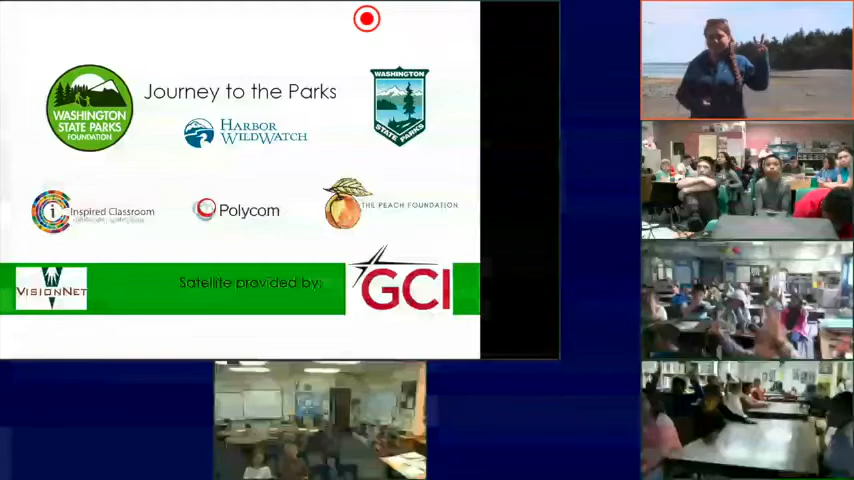 WASHINGTON
STATE PARKS
FOUNDATION
Journey to the Parks
HARBOR
WILDWATCH
WASHINGTON
STATE PARKS
i
Inspired Classroom
Polycom
THE PEACH FOUNDATION
VISIONNET
Satellite provided by:
GCI